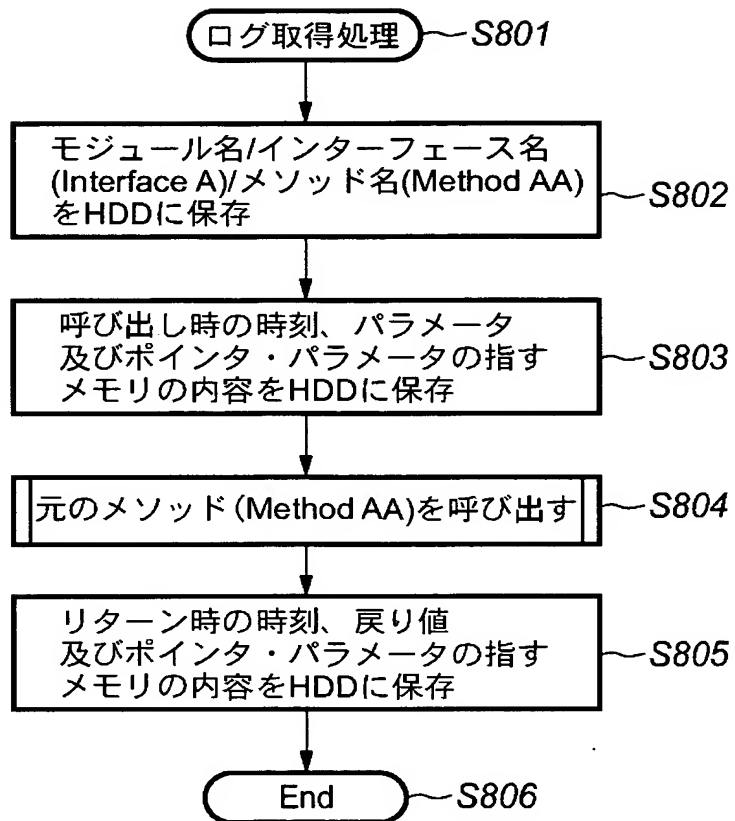 ログ取得処理
S801
モジュール名/インターフェース名
(Interface A)/メソッド名(Method AA)
をHDDに保存
S802
呼び出し時の時刻、パラメータ
及びポインタ・パラメータの指す
メモリの内容をHDDに保存
S803
元のメソッド(Method AA)を呼び出す
S804
リターン時の時刻、戻り値
及びポインタ・パラメータの指す
メモリの内容をHDDに保存
S805
End
S806